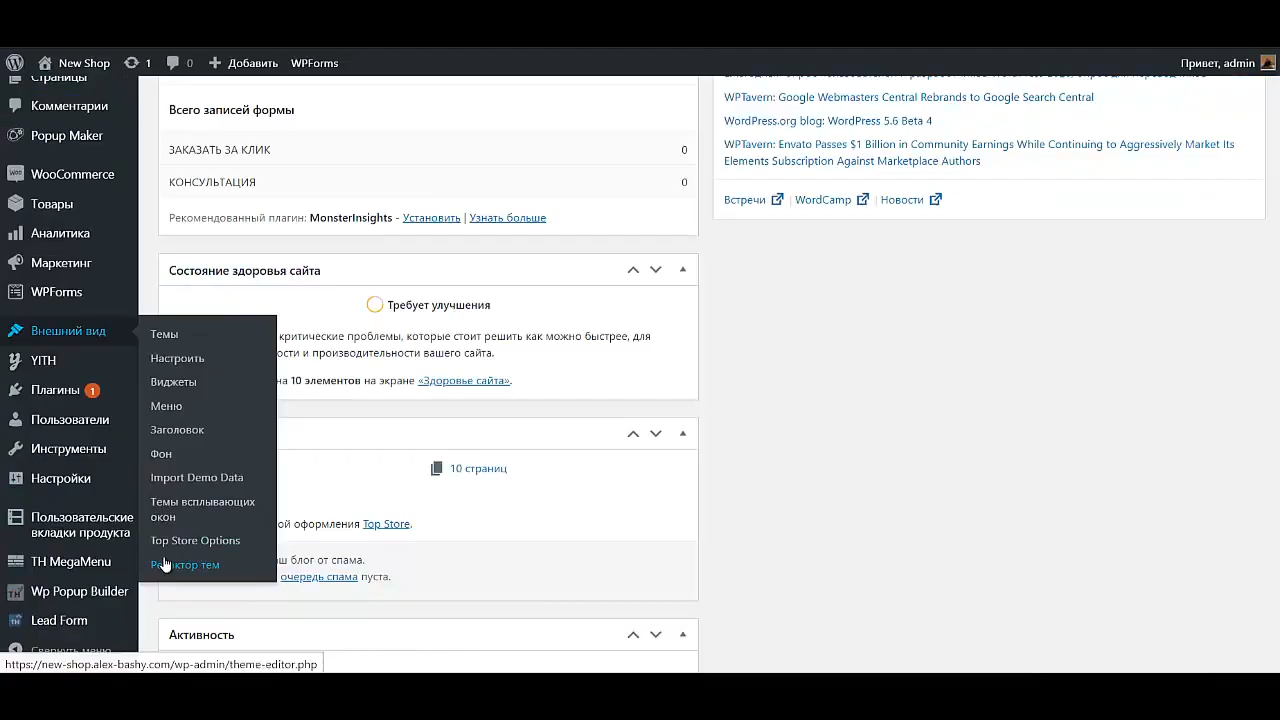 New Shop
1
0
Добавить
WPForms
Привет, admin
Страницы
Комментарии
Popup Maker
WooCommerce
Товары
Аналитика
Маркетинг
WPForms
Внешний вид
YITH
Плагины 1
Пользователи
Инструменты
Настройки
Пользовательские
вкладки продукта
TH MegaMenu
Wp Popup Builder
Lead Form
Свернуть меню
Темы
Настроить
Виджеты
Меню
Заголовок
Фон
Import Demo Data
Темы всплывающих
окон
Top Store Options
Редактор тем
Всего записей формы
ЗАКАЗАТЬ ЗА КЛИК 0
КОНСУЛЬТАЦИЯ 0
Рекомендованный плагин: MonsterInsights - Установить | Узнать больше
Состояние здоровья сайта
Требует улучшения
критические проблемы, которые стоит решить как можно быстрее, для
ости и производительности вашего сайта.
на 10 элементов на экране «Здоровье сайта».
10 страниц
ой оформления Top Store.
аш блог от спама.
очередь спама пуста.
Активность
WPTavern: Google Webmasters Central Rebrands to Google Search Central
WordPress.org blog: WordPress 5.6 Beta 4
WPTavern: Envato Passes $1 Billion in Community Earnings While Continuing to Aggressively Market Its
Elements Subscription Against Marketplace Authors
Встречи | WordCamp | Новости
https://new-shop.alex-bashy.com/wp-admin/theme-editor.php